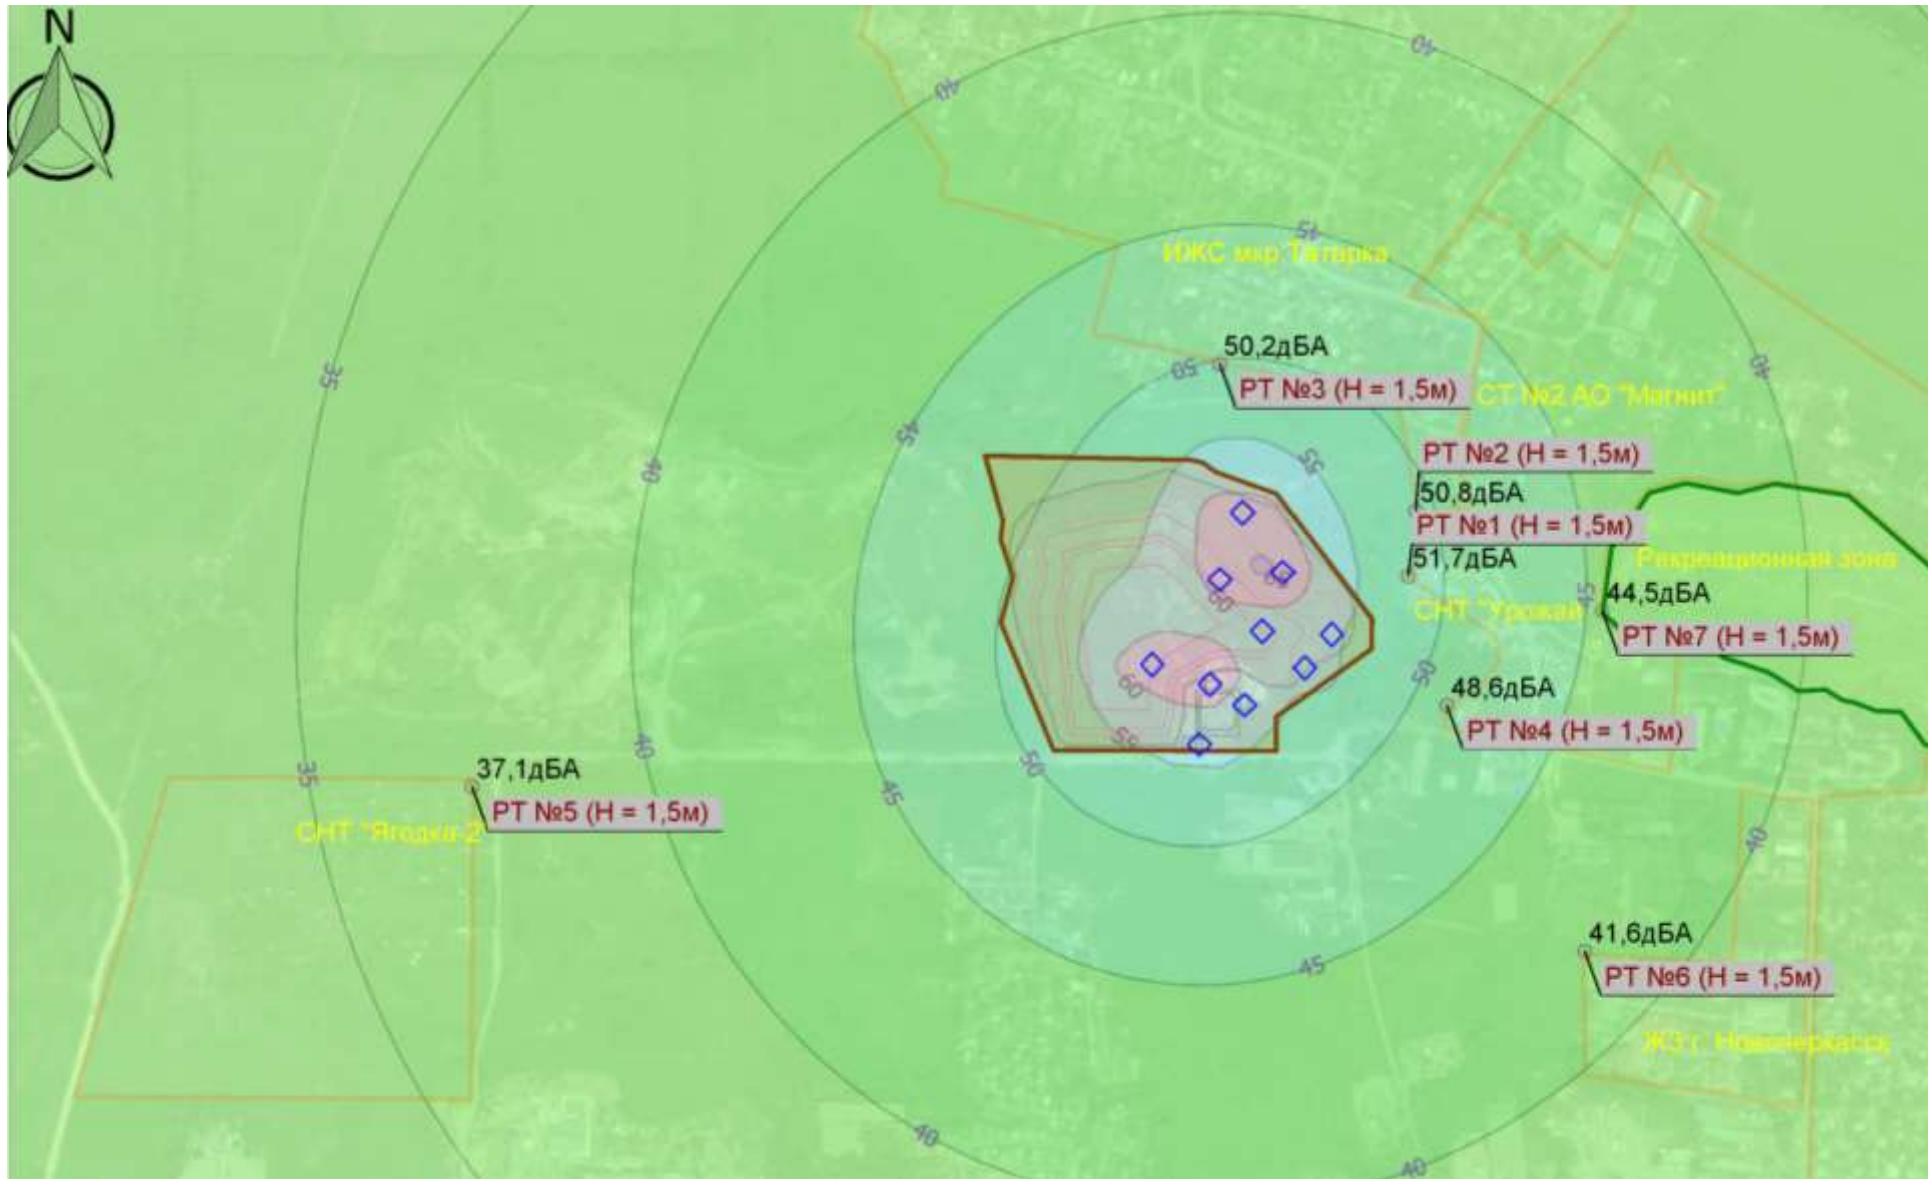 N
40
40
45
ИЖС мкр.Татарка
50,2дБА
50
РТ №3 (H = 1,5м)
35
40
СТ №2 АО "Магнит"
45
55
РТ №2 (H = 1,5м)
40
50,8дБА
РТ №1 (H = 1,5м)
51,7дБА
Рекреационная зона
60
45
44,5дБА
СНТ "Урожай"
РТ №7 (H = 1,5м)
60
50
48,6дБА
РТ №4 (H = 1,5м)
55
40
50
35
37,1дБА
РТ №5 (H = 1,5м)
45
СНТ "Ягодка-2
40
41,6дБА
45
РТ №6 (H = 1,5м)
ЖЗ г. Новочеркасск
40
40